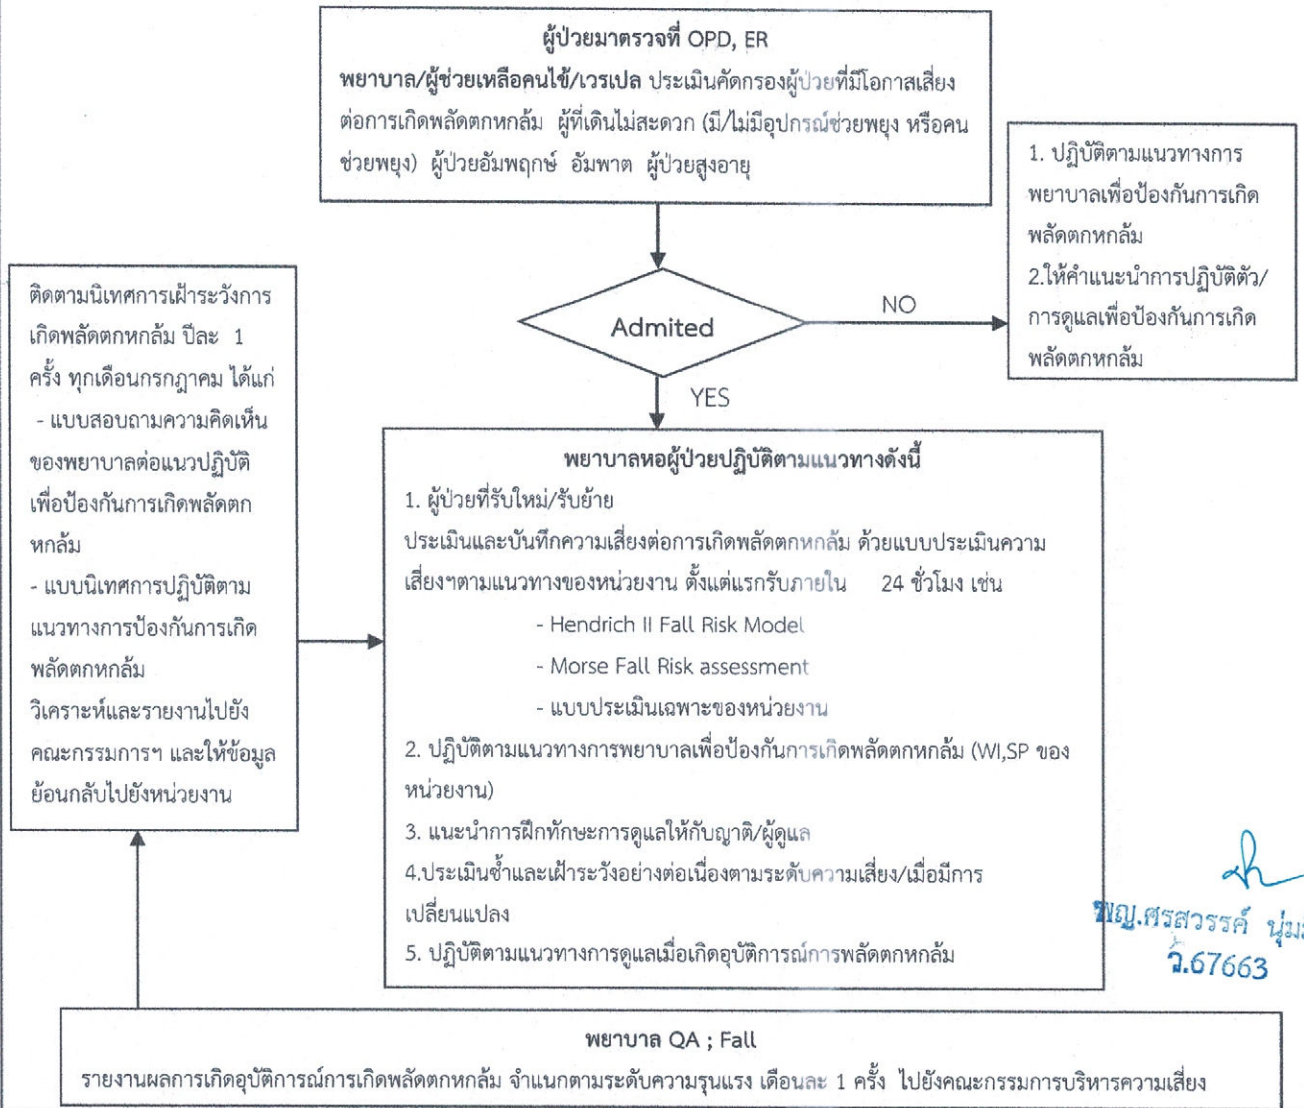 ผู้ป่วยมาตรวจที่ OPD, ER
พยาบาล/ผู้ช่วยเหลือคนไข้/เวรเปล ประเมินคัดกรองผู้ป่วยที่มีโอกาสเสี่ยง
ต่อการเกิดพลัดตกหกล้ม ผู้ที่เดินไม่สะดวก (มี/ไม่มีอุปกรณ์ช่วยพยุง หรือคน
ช่วยพยุง) ผู้ป่วยอัมพฤกษ์ อัมพาต ผู้ป่วยสูงอายุ
Admited
NO
YES
1. ปฏิบัติตามแนวทางการ
พยาบาลเพื่อป้องกันการเกิด
พลัดตกหกล้ม
2.ให้คำแนะนำการปฏิบัติตัว/
การดูแลเพื่อป้องกันการเกิด
พลัดตกหกล้ม
ติดตามนิเทศการเฝ้าระวังการ
เกิดพลัดตกหกล้ม ปีละ 1
ครั้ง ทุกเดือนกรกฎาคม ได้แก่
- แบบสอบถามความคิดเห็น
ของพยาบาลต่อแนวปฏิบัติ
เพื่อป้องกันการเกิดพลัดตก
หกล้ม
- แบบนิเทศการปฏิบัติตาม
แนวทางการป้องกันการเกิด
พลัดตกหกล้ม
วิเคราะห์และรายงานไปยัง
คณะกรรมการฯ และให้ข้อมูล
ย้อนกลับไปยังหน่วยงาน
พยาบาลหอผู้ป่วยปฏิบัติตามแนวทางดังนี้
1. ผู้ป่วยที่รับใหม่/รับย้าย
ประเมินและบันทึกความเสี่ยงต่อการเกิดพลัดตกหกล้ม ด้วยแบบประเมินความ
เสี่ยงฯตามแนวทางของหน่วยงาน ตั้งแต่แรกรับภายใน 24 ชั่วโมง เช่น
- Hendrich II Fall Risk Model
- Morse Fall Risk assessment
- แบบประเมินเฉพาะของหน่วยงาน
2. ปฏิบัติตามแนวทางการพยาบาลเพื่อป้องกันการเกิดพลัดตกหกล้ม (WI,SP ของ
หน่วยงาน)
3. แนะนำการฝึกทักษะการดูแลให้กับญาติ/ผู้ดูแล
4.ประเมินซ้ำและเฝ้าระวังอย่างต่อเนื่องตามระดับความเสี่ยง/เมื่อมีการ
เปลี่ยนแปลง
5. ปฏิบัติตามแนวทางการดูแลเมื่อเกิดอุบัติการณ์การพลัดตกหกล้ม
พญ.ศรสวรรค์
ว.67663
พยาบาล QA ; Fall
รายงานผลการเกิดอุบัติการณ์การเกิดพลัดตกหกล้ม จำแนกตามระดับความรุนแรง เดือนละ 1 ครั้ง ไปยังคณะกรรมการบริหารความเสี่ยง